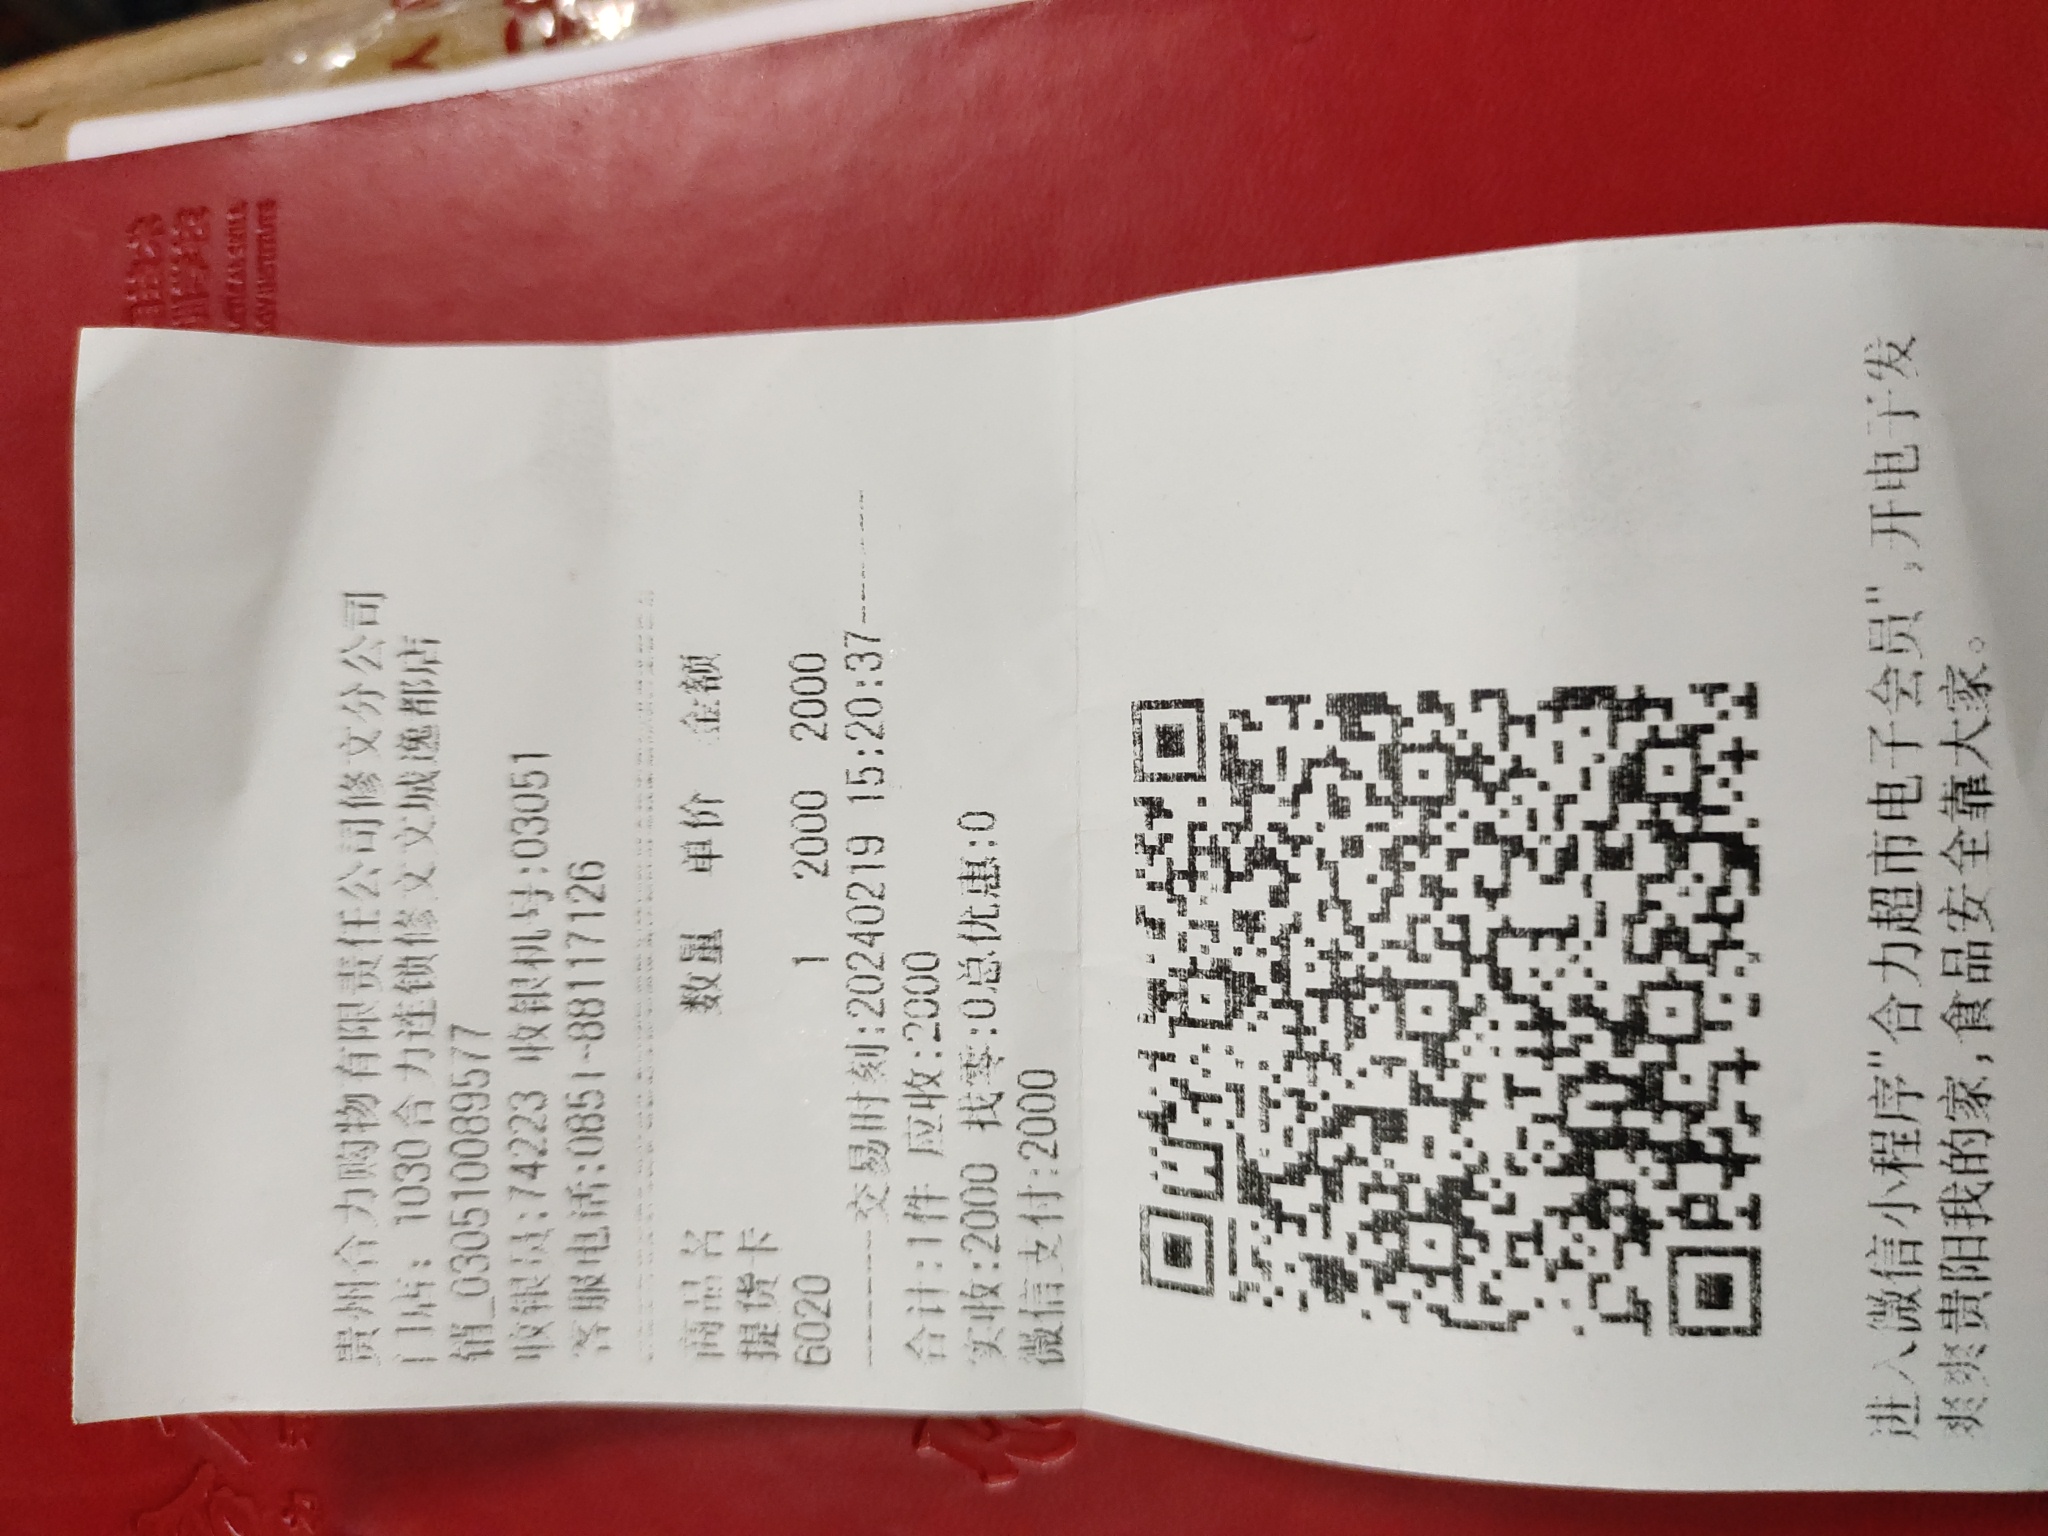 贵州合力购物有限责任公司修文分公司
门店: 1030合力连锁修文文城逸都店
销_030510089577
收银员:74223 收银机号:03051
客服电话:0851-88117126
商品名 数量 单价 金额
提货卡
6020 1 2000 2000
------交易时刻:20240219 15:20:37------
合计:1件 应收:2000
实收:2000 找零:0总优惠:0
微信支付:2000
进入微信小程序"合力超市电子会员",开电子发
爽爽贵阳我的家,食品安全靠大家。